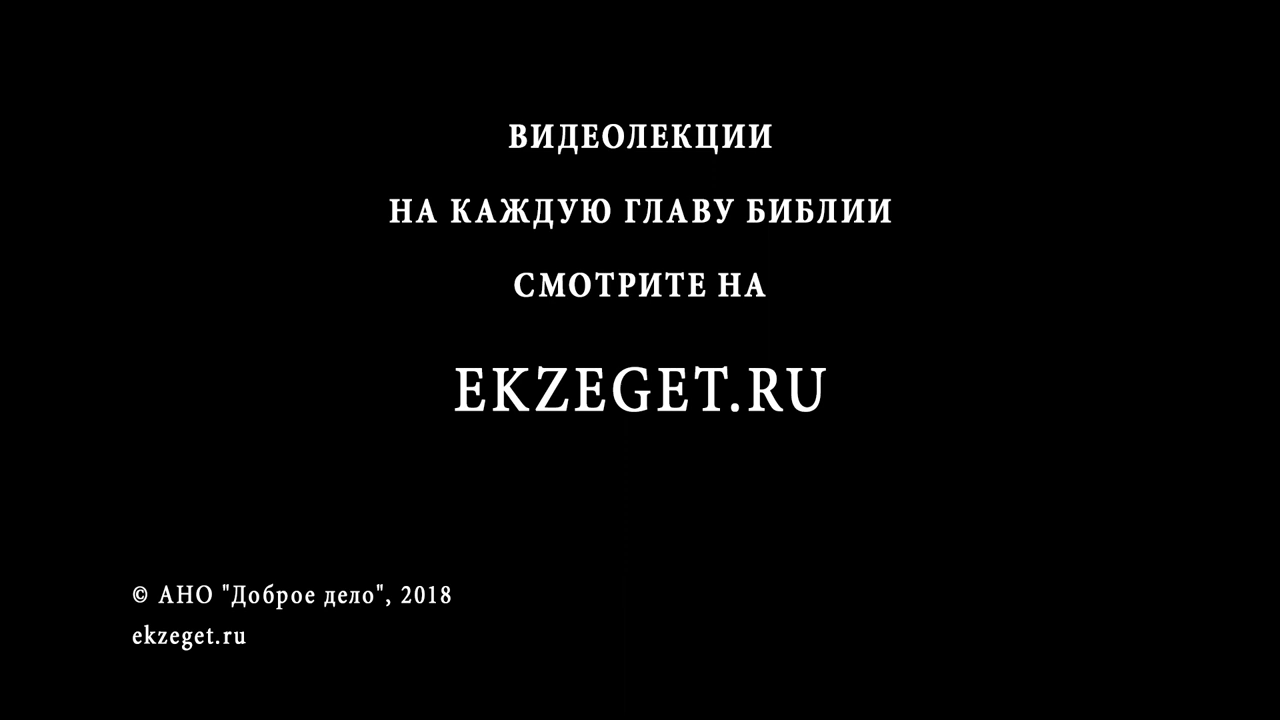 ВИДЕОЛЕКЦИИ
НА КАЖДУЮ ГЛАВУ БИБЛИИ
СМОТРИТЕ НА
EKZEGET.RU
© АНО "Доброе дело", 2018
ekzeget.ru